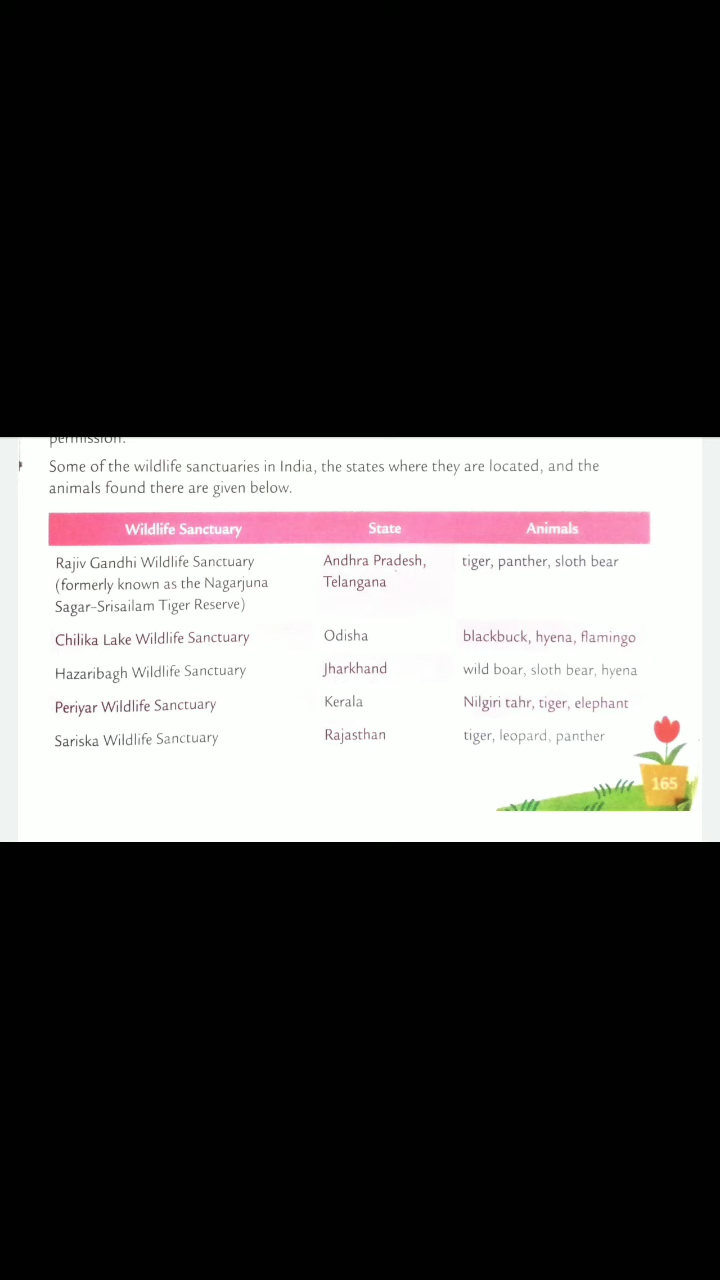 permission.
Some of the wildlife sanctuaries in India, the states where they are located, and the
animals found there are given below.
Wildlife Sanctuary State Animals
Rajiv Gandhi Wildlife Sanctuary Andhra Pradesh, tiger, panther, sloth bear
(formerly known as the Nagarjuna Telangana
Sagar–Srisailam Tiger Reserve)
Chilika Lake Wildlife Sanctuary Odisha blackbuck, hyena, flamingo
Hazaribagh Wildlife Sanctuary Jharkhand wild boar, sloth bear, hyena
Periyar Wildlife Sanctuary Kerala Nilgiri tahr, tiger, elephant
Sariska Wildlife Sanctuary Rajasthan tiger, leopard, panther
165